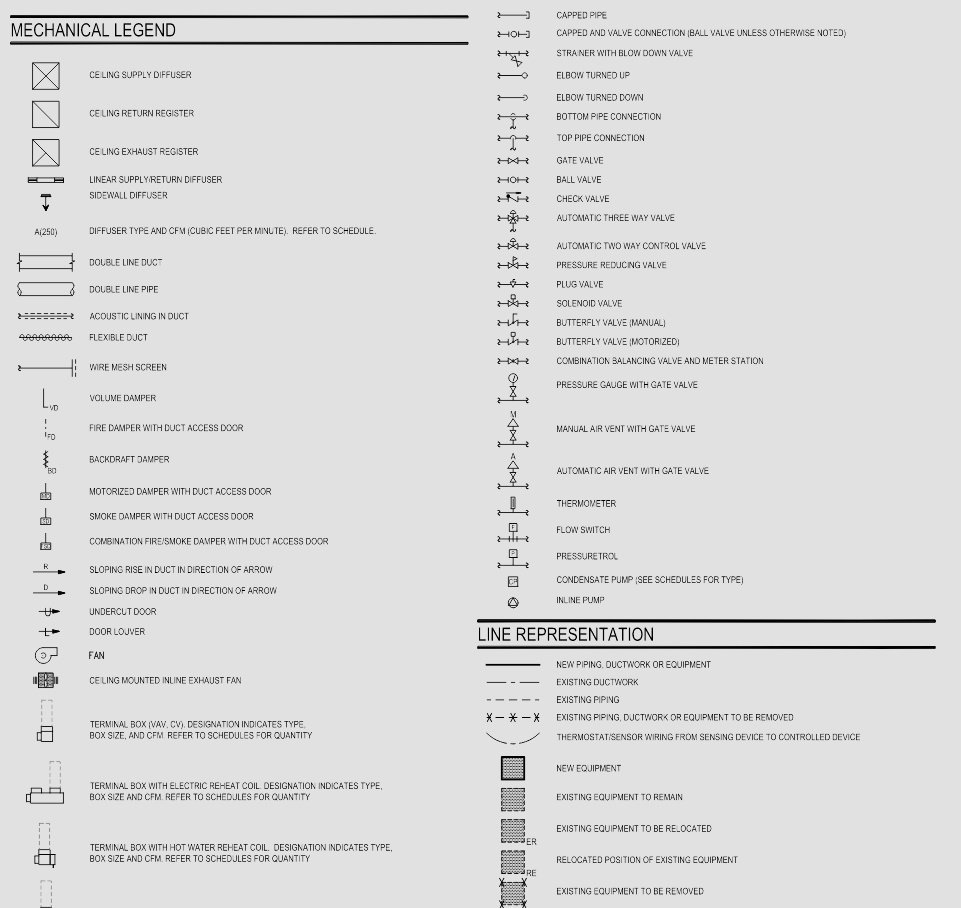 MECHANICAL LEGEND
CEILING SUPPLY DIFFUSER
CEILING RETURN REGISTER
CEILING EXHAUST REGISTER
LINEAR SUPPLY/RETURN DIFFUSER
SIDEWALL DIFFUSER
A(250) DIFFUSER TYPE AND CFM (CUBIC FEET PER MINUTE). REFER TO SCHEDULE.
DOUBLE LINE DUCT
DOUBLE LINE PIPE
ACOUSTIC LINING IN DUCT
FLEXIBLE DUCT
WIRE MESH SCREEN
VD VOLUME DAMPER
FD FIRE DAMPER WITH DUCT ACCESS DOOR
BD BACKDRAFT DAMPER
MD MOTORIZED DAMPER WITH DUCT ACCESS DOOR
SD SMOKE DAMPER WITH DUCT ACCESS DOOR
COMBINATION FIRE/SMOKE DAMPER WITH DUCT ACCESS DOOR
R SLOPING RISE IN DUCT IN DIRECTION OF ARROW
D SLOPING DROP IN DUCT IN DIRECTION OF ARROW
U UNDERCUT DOOR
L DOOR LOUVER
FAN
CEILING MOUNTED INLINE EXHAUST FAN
TERMINAL BOX (VAV, CV). DESIGNATION INDICATES TYPE,
BOX SIZE, AND CFM. REFER TO SCHEDULES FOR QUANTITY
TERMINAL BOX WITH ELECTRIC REHEAT COIL. DESIGNATION INDICATES TYPE,
BOX SIZE AND CFM. REFER TO SCHEDULES FOR QUANTITY
TERMINAL BOX WITH HOT WATER REHEAT COIL. DESIGNATION INDICATES TYPE,
BOX SIZE AND CFM. REFER TO SCHEDULES FOR QUANTITY
CAPPED PIPE
CAPPED AND VALVE CONNECTION (BALL VALVE UNLESS OTHERWISE NOTED)
STRAINER WITH BLOW DOWN VALVE
ELBOW TURNED UP
ELBOW TURNED DOWN
BOTTOM PIPE CONNECTION
TOP PIPE CONNECTION
GATE VALVE
BALL VALVE
CHECK VALVE
AUTOMATIC THREE WAY VALVE
AUTOMATIC TWO WAY CONTROL VALVE
PRESSURE REDUCING VALVE
PLUG VALVE
SOLENOID VALVE
BUTTERFLY VALVE (MANUAL)
BUTTERFLY VALVE (MOTORIZED)
COMBINATION BALANCING VALVE AND METER STATION
PRESSURE GAUGE WITH GATE VALVE
M MANUAL AIR VENT WITH GATE VALVE
A AUTOMATIC AIR VENT WITH GATE VALVE
THERMOMETER
F FLOW SWITCH
P PRESSURETROL
CP CONDENSATE PUMP (SEE SCHEDULES FOR TYPE)
INLINE PUMP
LINE REPRESENTATION
NEW PIPING, DUCTWORK OR EQUIPMENT
EXISTING DUCTWORK
EXISTING PIPING
EXISTING PIPING, DUCTWORK OR EQUIPMENT TO BE REMOVED
THERMOSTAT/SENSOR WIRING FROM SENSING DEVICE TO CONTROLLED DEVICE
NEW EQUIPMENT
EXISTING EQUIPMENT TO REMAIN
ER EXISTING EQUIPMENT TO BE RELOCATED
RE RELOCATED POSITION OF EXISTING EQUIPMENT
EXISTING EQUIPMENT TO BE REMOVED